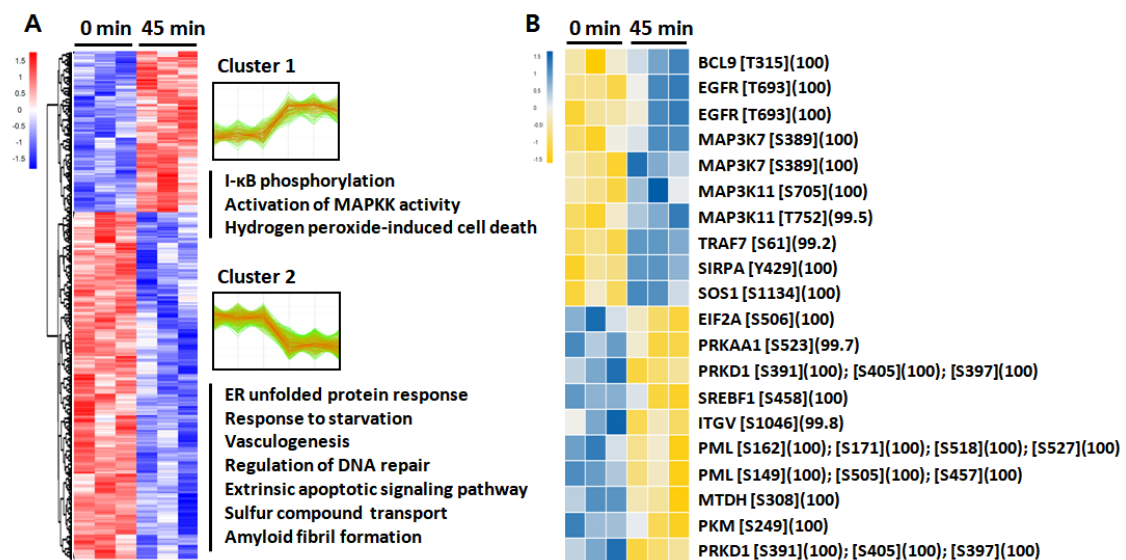 A
0 min 45 min
1.5
1
0.5
0
-0.5
-1
-1.5
Cluster 1
I-κB phosphorylation
Activation of MAPKK activity
Hydrogen peroxide-induced cell death
Cluster 2
ER unfolded protein response
Response to starvation
Vasculogenesis
Regulation of DNA repair
Extrinsic apoptotic signaling pathway
Sulfur compound transport
Amyloid fibril formation
B
0 min 45 min
1.5
1
0.5
0
-0.5
-1
-1.5
BCL9 [T315](100)
EGFR [T693](100)
EGFR [T693](100)
MAP3K7 [S389](100)
MAP3K7 [S389](100)
MAP3K11 [S705](100)
MAP3K11 [T752](99.5)
TRAF7 [S61](99.2)
SIRPA [Y429](100)
SOS1 [S1134](100)
EIF2A [S506](100)
PRKAA1 [S523](99.7)
PRKD1 [S391](100); [S405](100); [S397](100)
SREBF1 [S458](100)
ITGV [S1046](99.8)
PML [S162](100); [S171](100); [S518](100); [S527](100)
PML [S149](100); [S505](100); [S457](100)
MTDH [S308](100)
PKM [S249](100)
PRKD1 [S391](100); [S405](100); [S397](100)